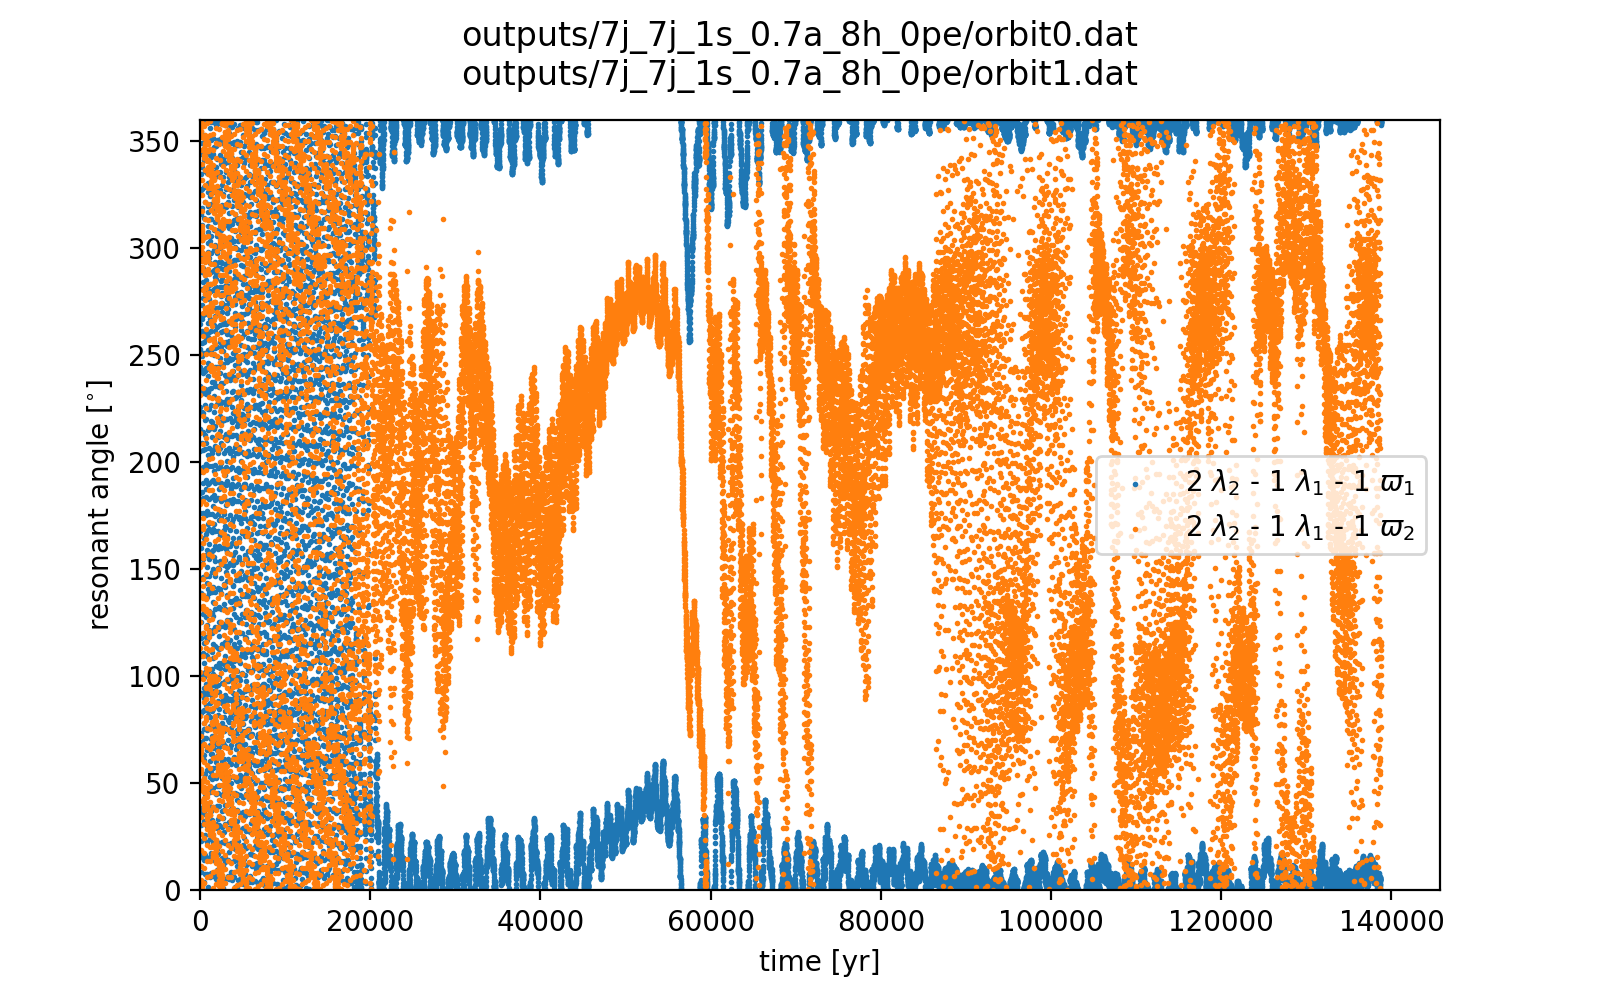 outputs/7j_7j_1s_0.7a_8h_0pe/orbit0.dat
outputs/7j_7j_1s_0.7a_8h_0pe/orbit1.dat
350
300
250
200
150
100
50
0
resonant angle [°]
2 λ₂ - 1 λ₁ - 1 ϖ₁
2 λ₂ - 1 λ₁ - 1 ϖ₂
0 20000 40000 60000 80000 100000 120000 140000
time [yr]